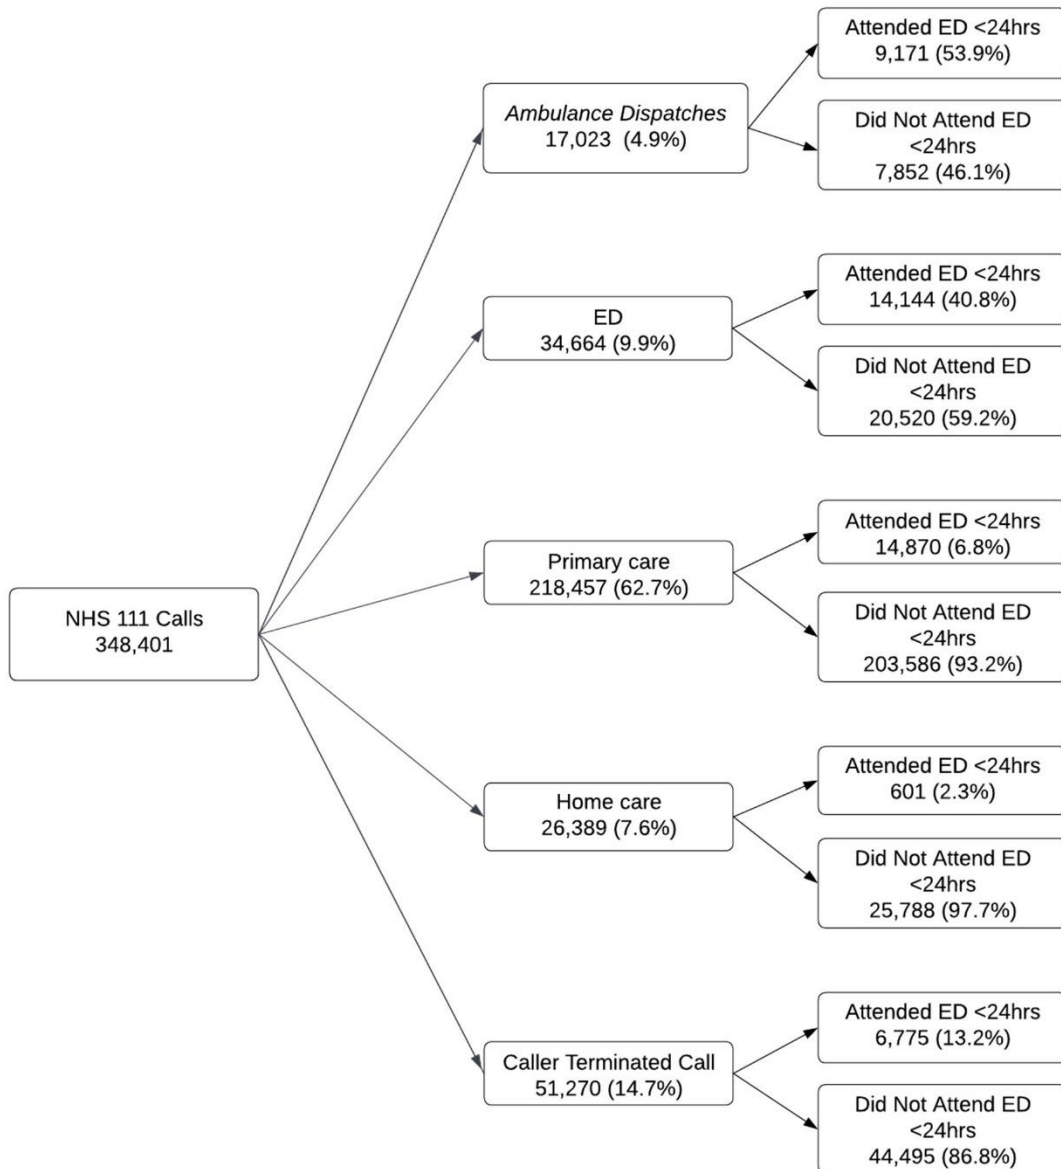 Attended ED <24hrs
9,171 (53.9%)
Ambulance Dispatches
17,023 (4.9%)
Did Not Attend ED
<24hrs
7,852 (46.1%)
Attended ED <24hrs
14,144 (40.8%)
ED
34,664 (9.9%)
Did Not Attend ED
<24hrs
20,520 (59.2%)
Attended ED <24hrs
14,870 (6.8%)
Primary care
218,457 (62.7%)
Did Not Attend ED
<24hrs
203,586 (93.2%)
NHS 111 Calls
348,401
Attended ED <24hrs
601 (2.3%)
Home care
26,389 (7.6%)
Did Not Attend ED
<24hrs
25,788 (97.7%)
Attended ED <24hrs
6,775 (13.2%)
Caller Terminated Call
51,270 (14.7%)
Did Not Attend ED
<24hrs
44,495 (86.8%)